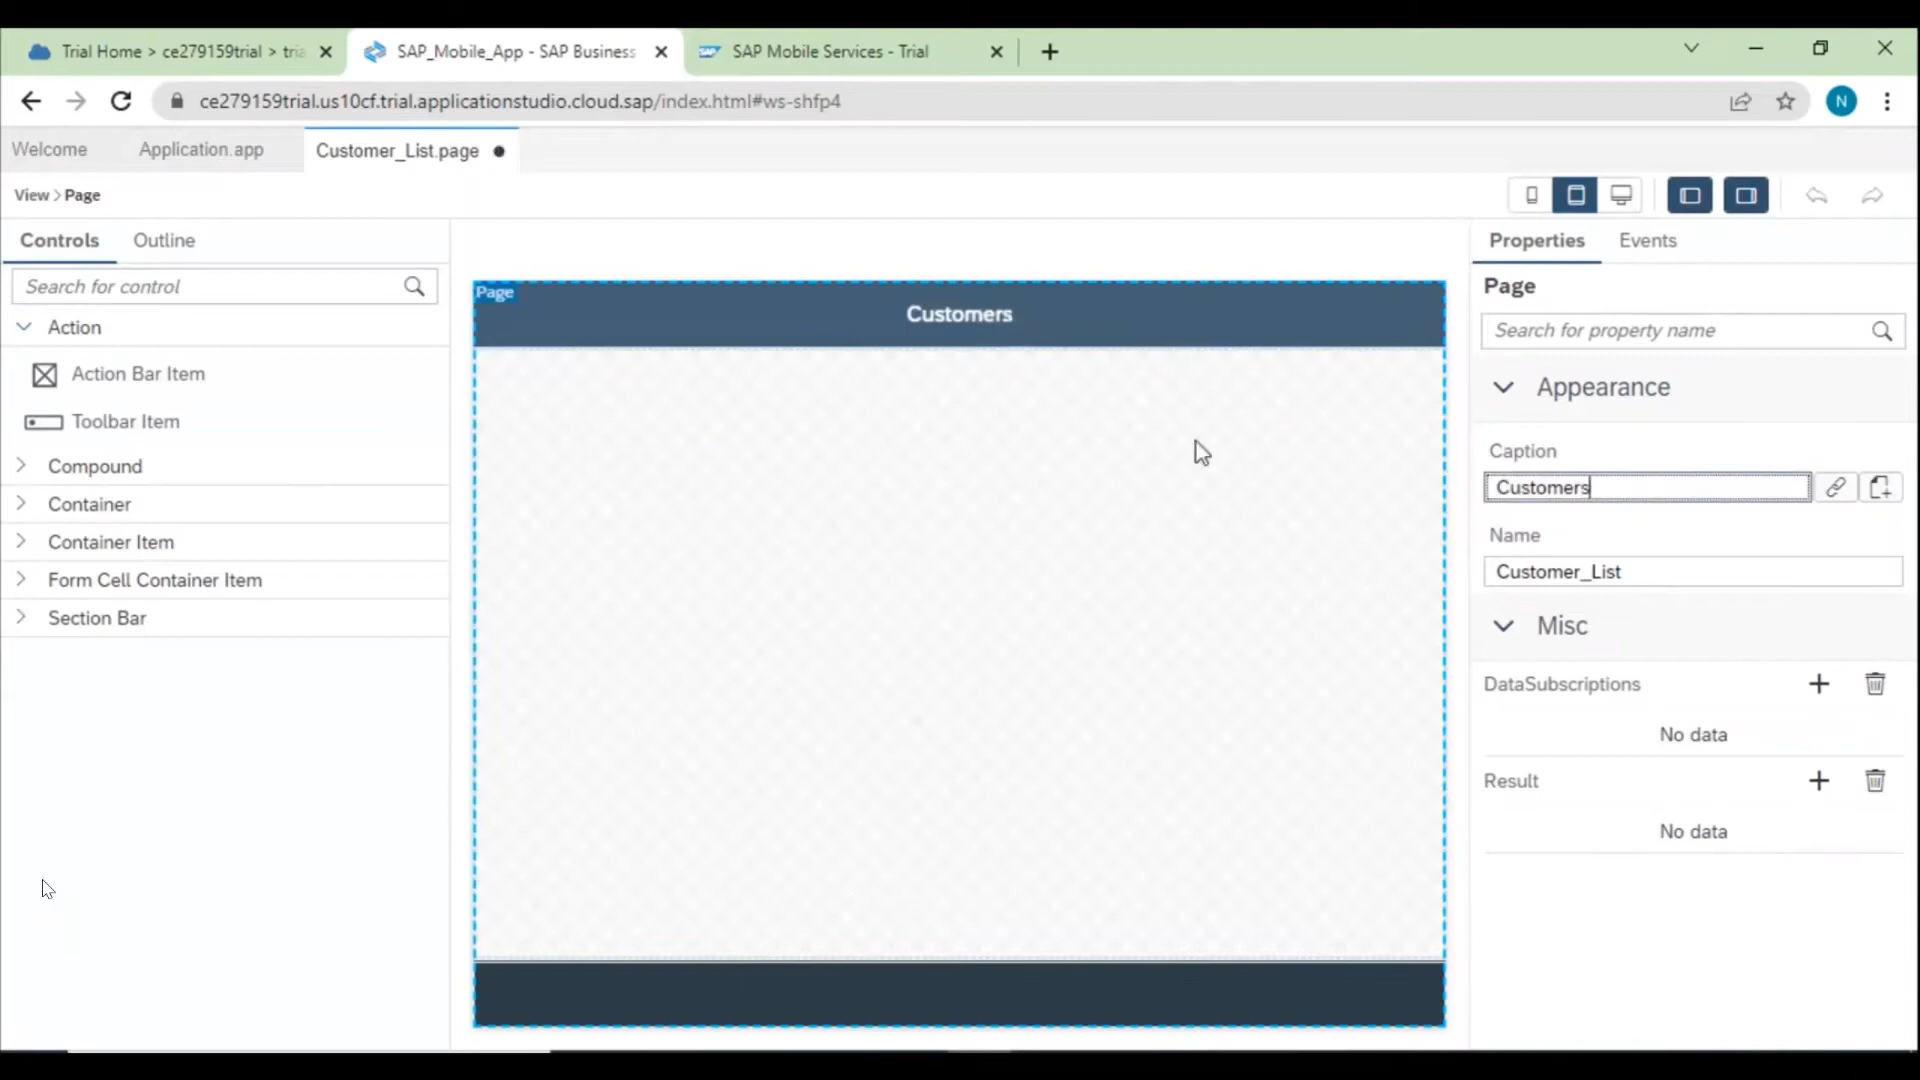 Trial Home > ce279159trial > tria
SAP_Mobile_App - SAP Business
SAP Mobile Services - Trial
ce279159trial.us10cf.trial.applicationstudio.cloud.sap/index.html#ws-shfp4
N
Welcome
Application.app
Customer_List.page
View > Page
Controls
Outline
Search for control
Action
Action Bar Item
Toolbar Item
Compound
Container
Container Item
Form Cell Container Item
Section Bar
Page
Customers
Properties
Events
Page
Search for property name
Appearance
Caption
Customers
Name
Customer_List
Misc
DataSubscriptions
No data
Result
No data